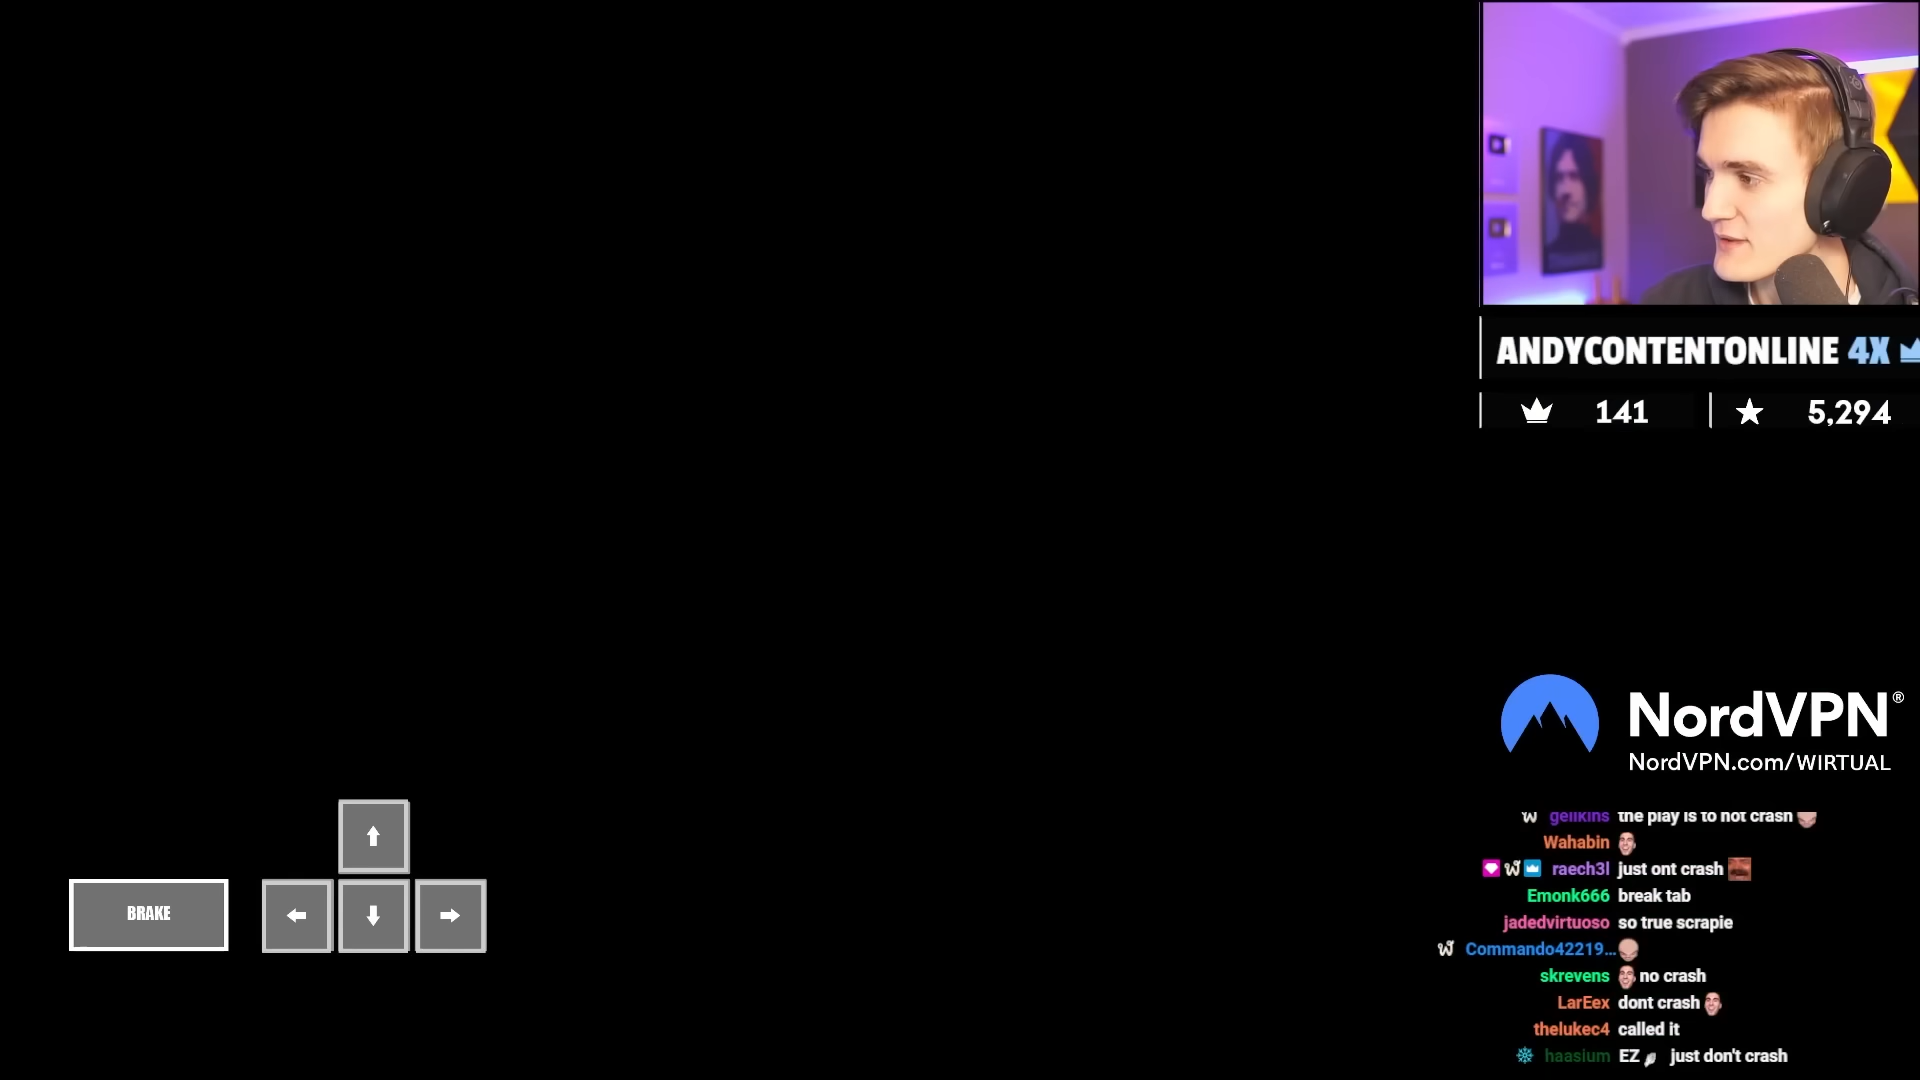 ANDYCONTENTONLINE 4X
141
5,294
NordVPN®
NordVPN.com/WIRTUAL
gellkins the play is to not crash
Wahabin
raech3l just ont crash
Emonk666 break tab
jadedvirtuoso so true scrapie
Commando42219...
skrevens no crash
LarEex dont crash
thelukec4 called it
haasium EZ just don't crash
BRAKE